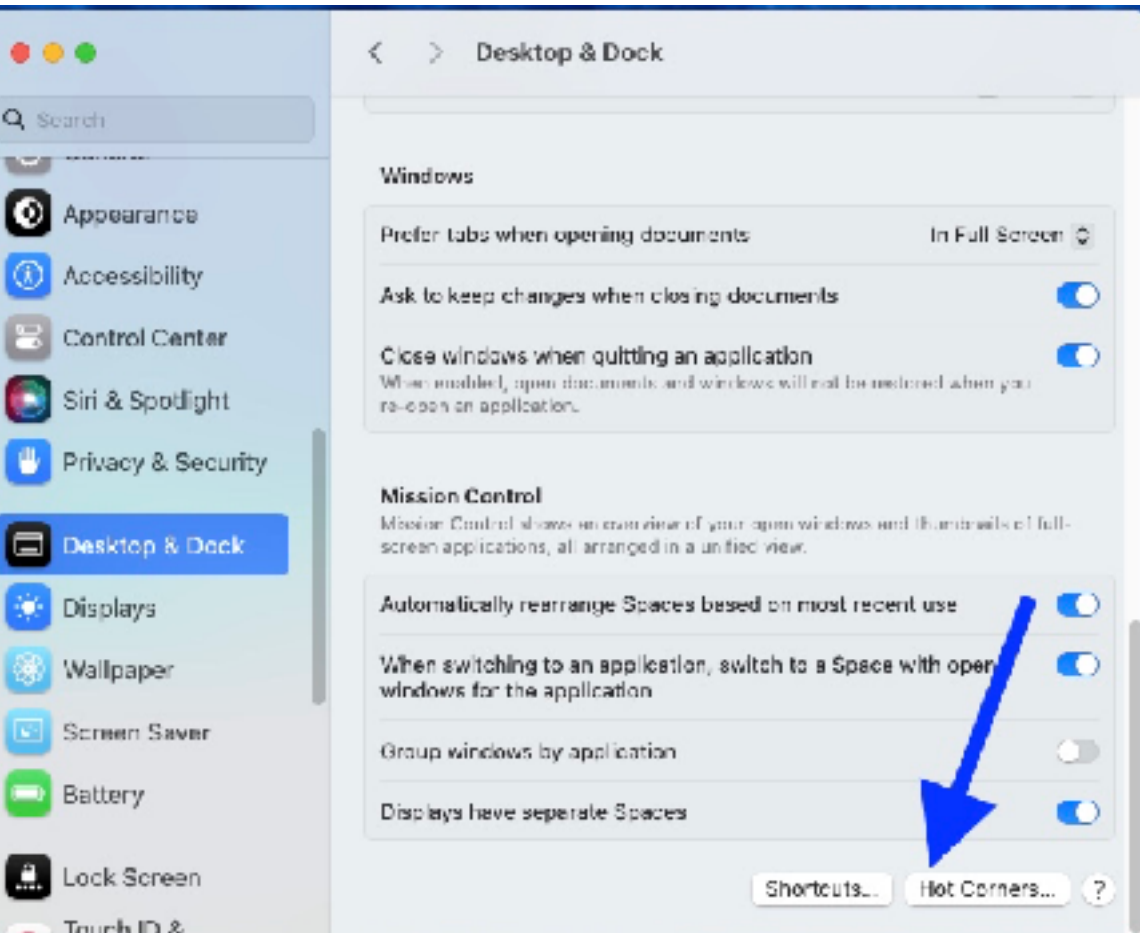 Desktop & Dock
Search
Appearance
Accessibility
Control Center
Siri & Spotlight
Privacy & Security
Desktop & Dock
Displays
Wallpaper
Screen Saver
Battery
Lock Screen
Touch ID &
Windows
Prefer tabs when opening documents
In Full Screen
Ask to keep changes when closing documents
Close windows when quitting an application
When enabled, open documents and windows will not be restored when you
re-open an application.
Mission Control
Mission Control shows an overview of your open windows and thumbnails of full-
screen applications, all arranged in a unified view.
Automatically rearrange Spaces based on most recent use
When switching to an application, switch to a Space with open
windows for the application
Group windows by application
Displays have separate Spaces
Shortcuts...
Hot Corners...
?